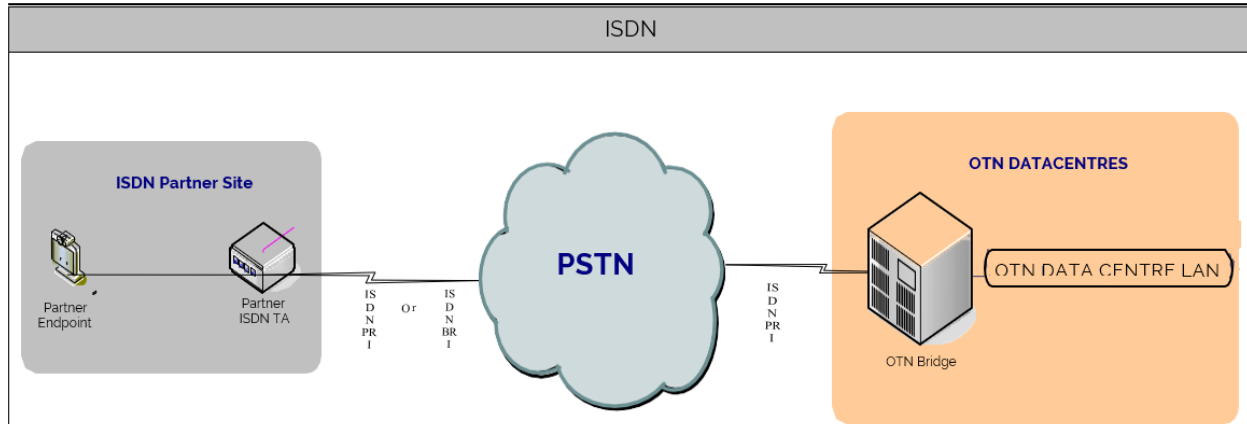 ISDN
ISDN Partner Site
Partner
Endpoint
Partner
ISDN TA
IS
D
N
PR
I
Or
IS
D
N
BR
I
PSTN
IS
D
N
PR
I
OTN DATACENTRES
OTN DATA CENTRE LAN
OTN Bridge